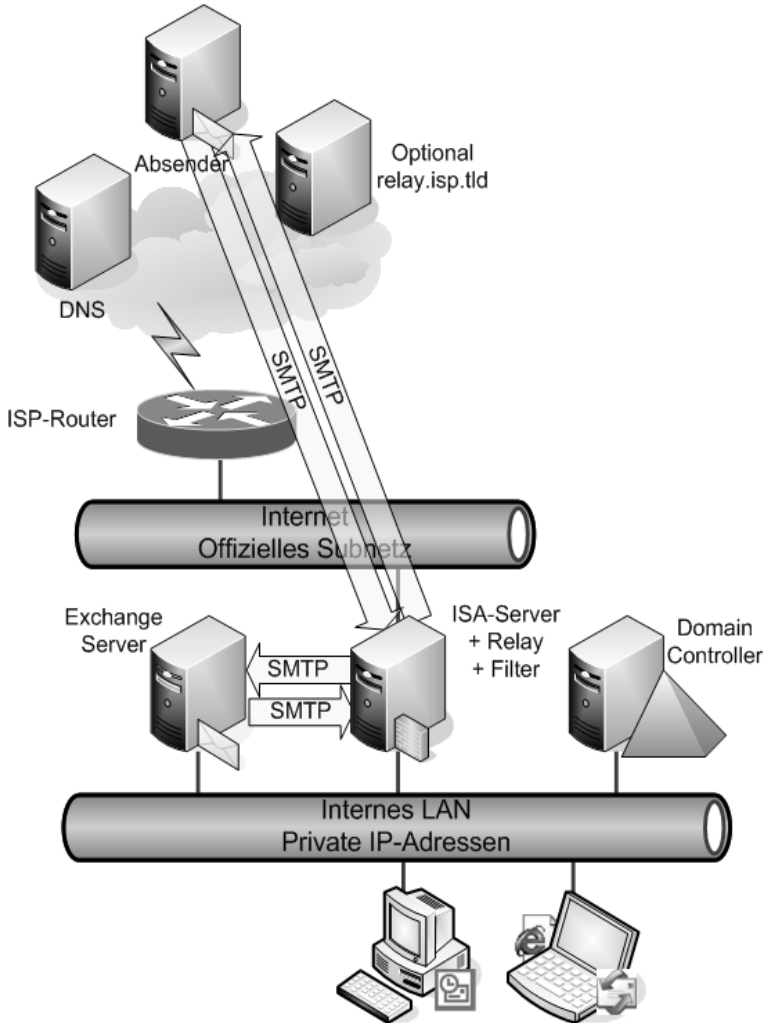 Absender
Optional
relay.isp.tld
DNS
SMTP
SMTP
ISP-Router
Internet
Offizielles Subnetz
Exchange
Server
ISA-Server
+ Relay
+ Filter
Domain
Controller
SMTP
SMTP
Internes LAN
Private IP-Adressen